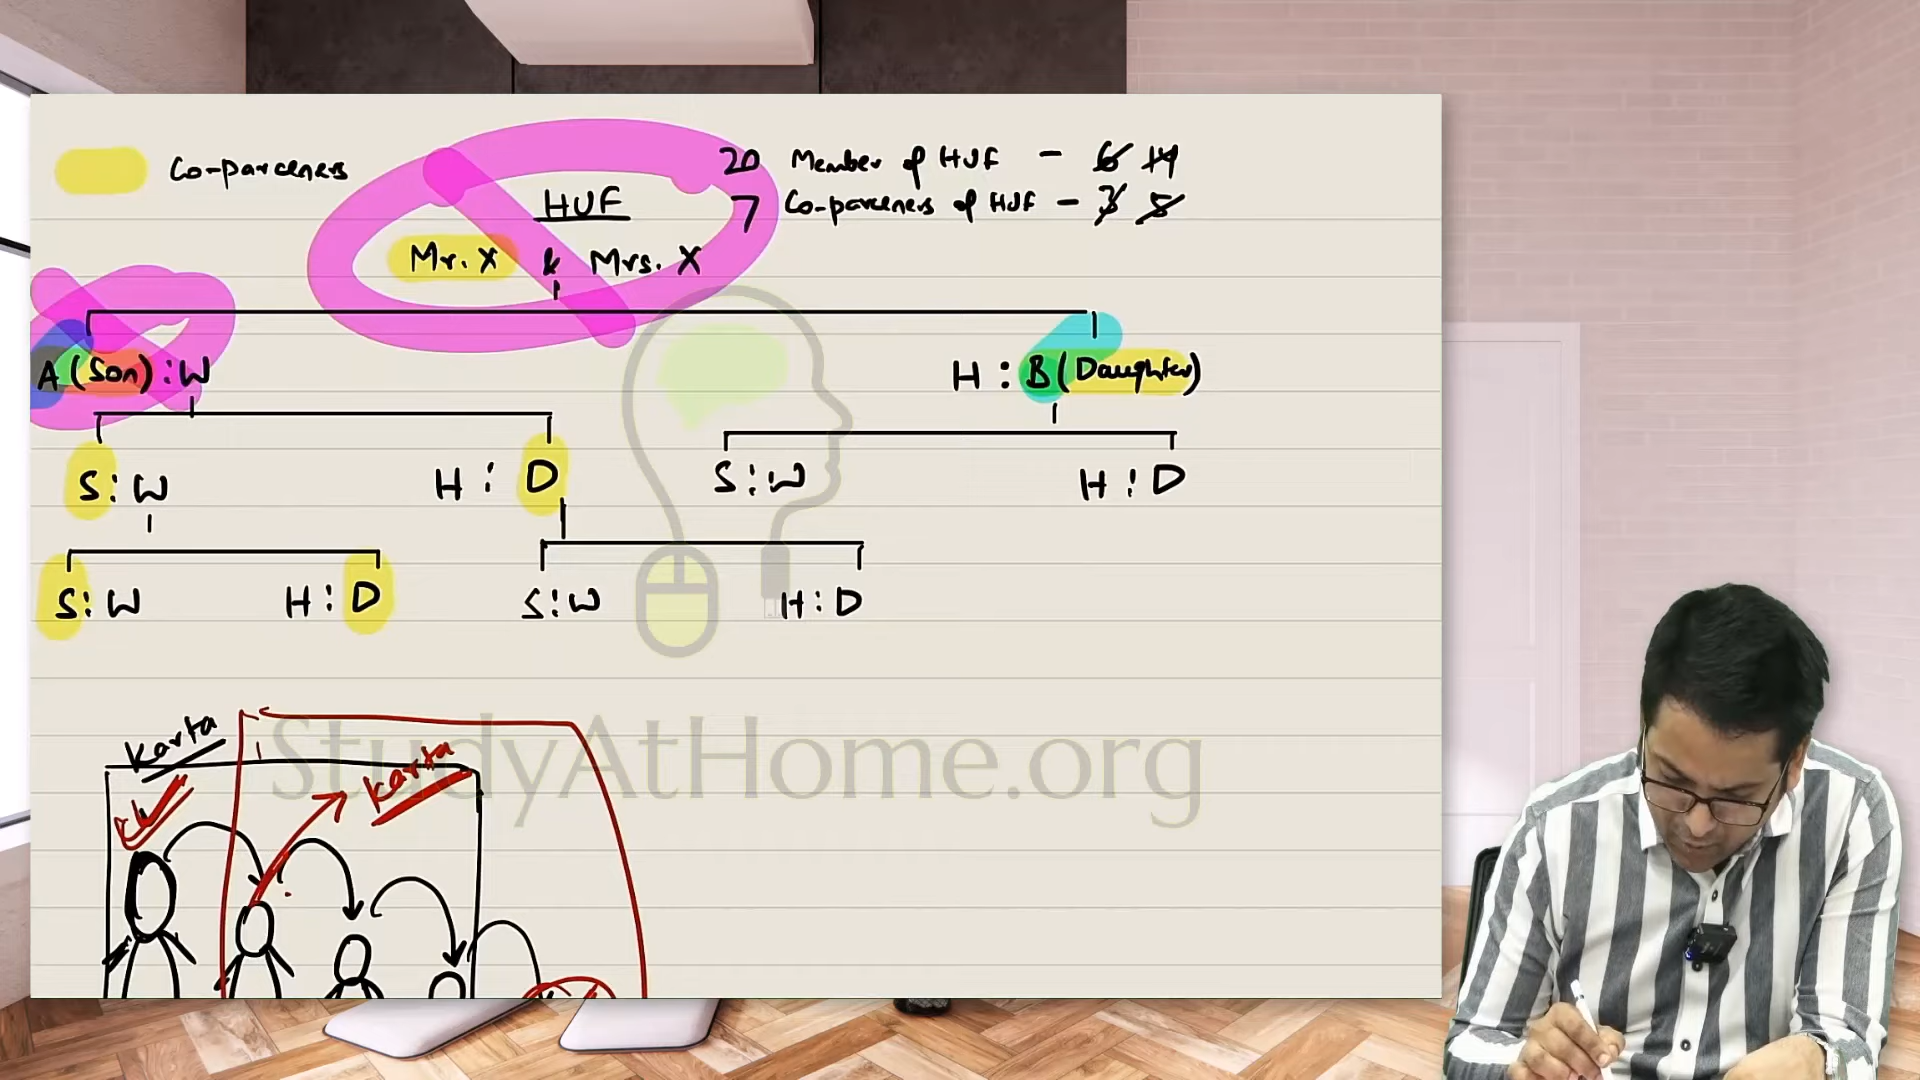 Co-parceners
20 Member of HUF - 6 14
HUF
7 Co-parceners of HUF - 3 5
Mr. X & Mrs. X
A (Son) : W
H : B (Daughter)
S : W
H : D
S : W
H : D
S : W
H : D
S : W
H : D
Karta
Karta
StudyAtHome.org